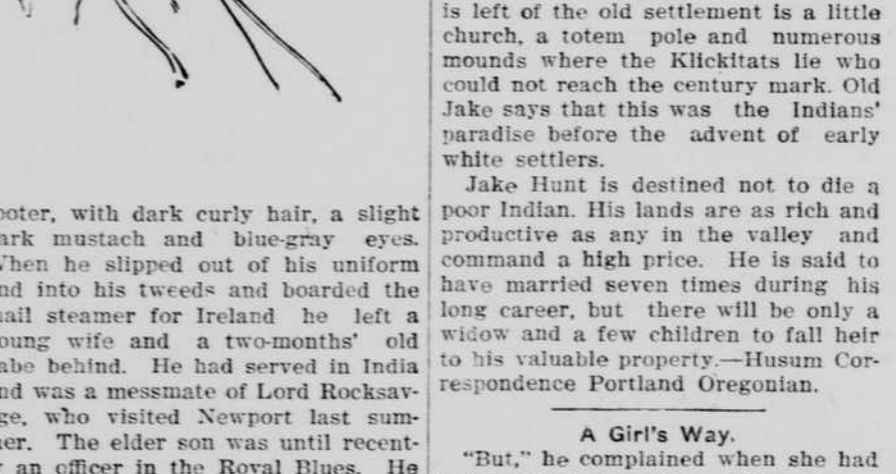 ooter, with dark curly hair, a slight
ark mustach and blue-gray eyes.
hen he slipped out of his uniform
nd into his tweeds and boarded the
ail steamer for Ireland he left a
oung wife and a two-months' old
abe behind. He had served in India
nd was a messmate of Lord Rocksav-
ge, who visited Newport last sum-
er. The elder son was until recent-
an officer in the Royal Blues. He
is left of the old settlement is a little
church, a totem pole and numerous
mounds where the Klickitats lie who
could not reach the century mark. Old
Jake says that this was the Indians'
paradise before the advent of early
white settlers.
Jake Hunt is destined not to die a
poor Indian. His lands are as rich and
productive as any in the valley and
command a high price. He is said to
have married seven times during his
long career, but there will be only a
widow and a few children to fall heir
to his valuable property.—Husum Cor-
respondence Portland Oregonian.
A Girl's Way.
"But," he complained when she had